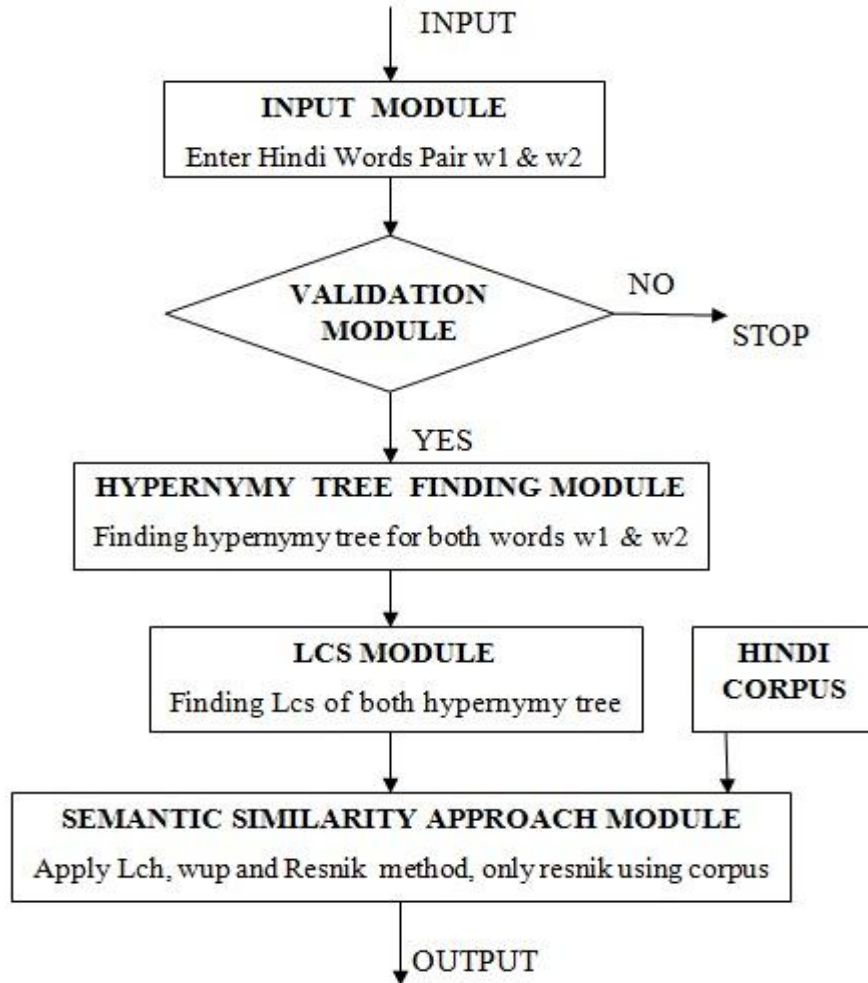 INPUT
INPUT MODULE
Enter Hindi Words Pair w1 & w2
VALIDATION
MODULE
NO
STOP
YES
HYPERNYMY TREE FINDING MODULE
Finding hypernymy tree for both words w1 & w2
LCS MODULE
Finding Lcs of both hypernymy tree
HINDI
CORPUS
SEMANTIC SIMILARITY APPROACH MODULE
Apply Lch, wup and Resnik method, only resnik using corpus
OUTPUT